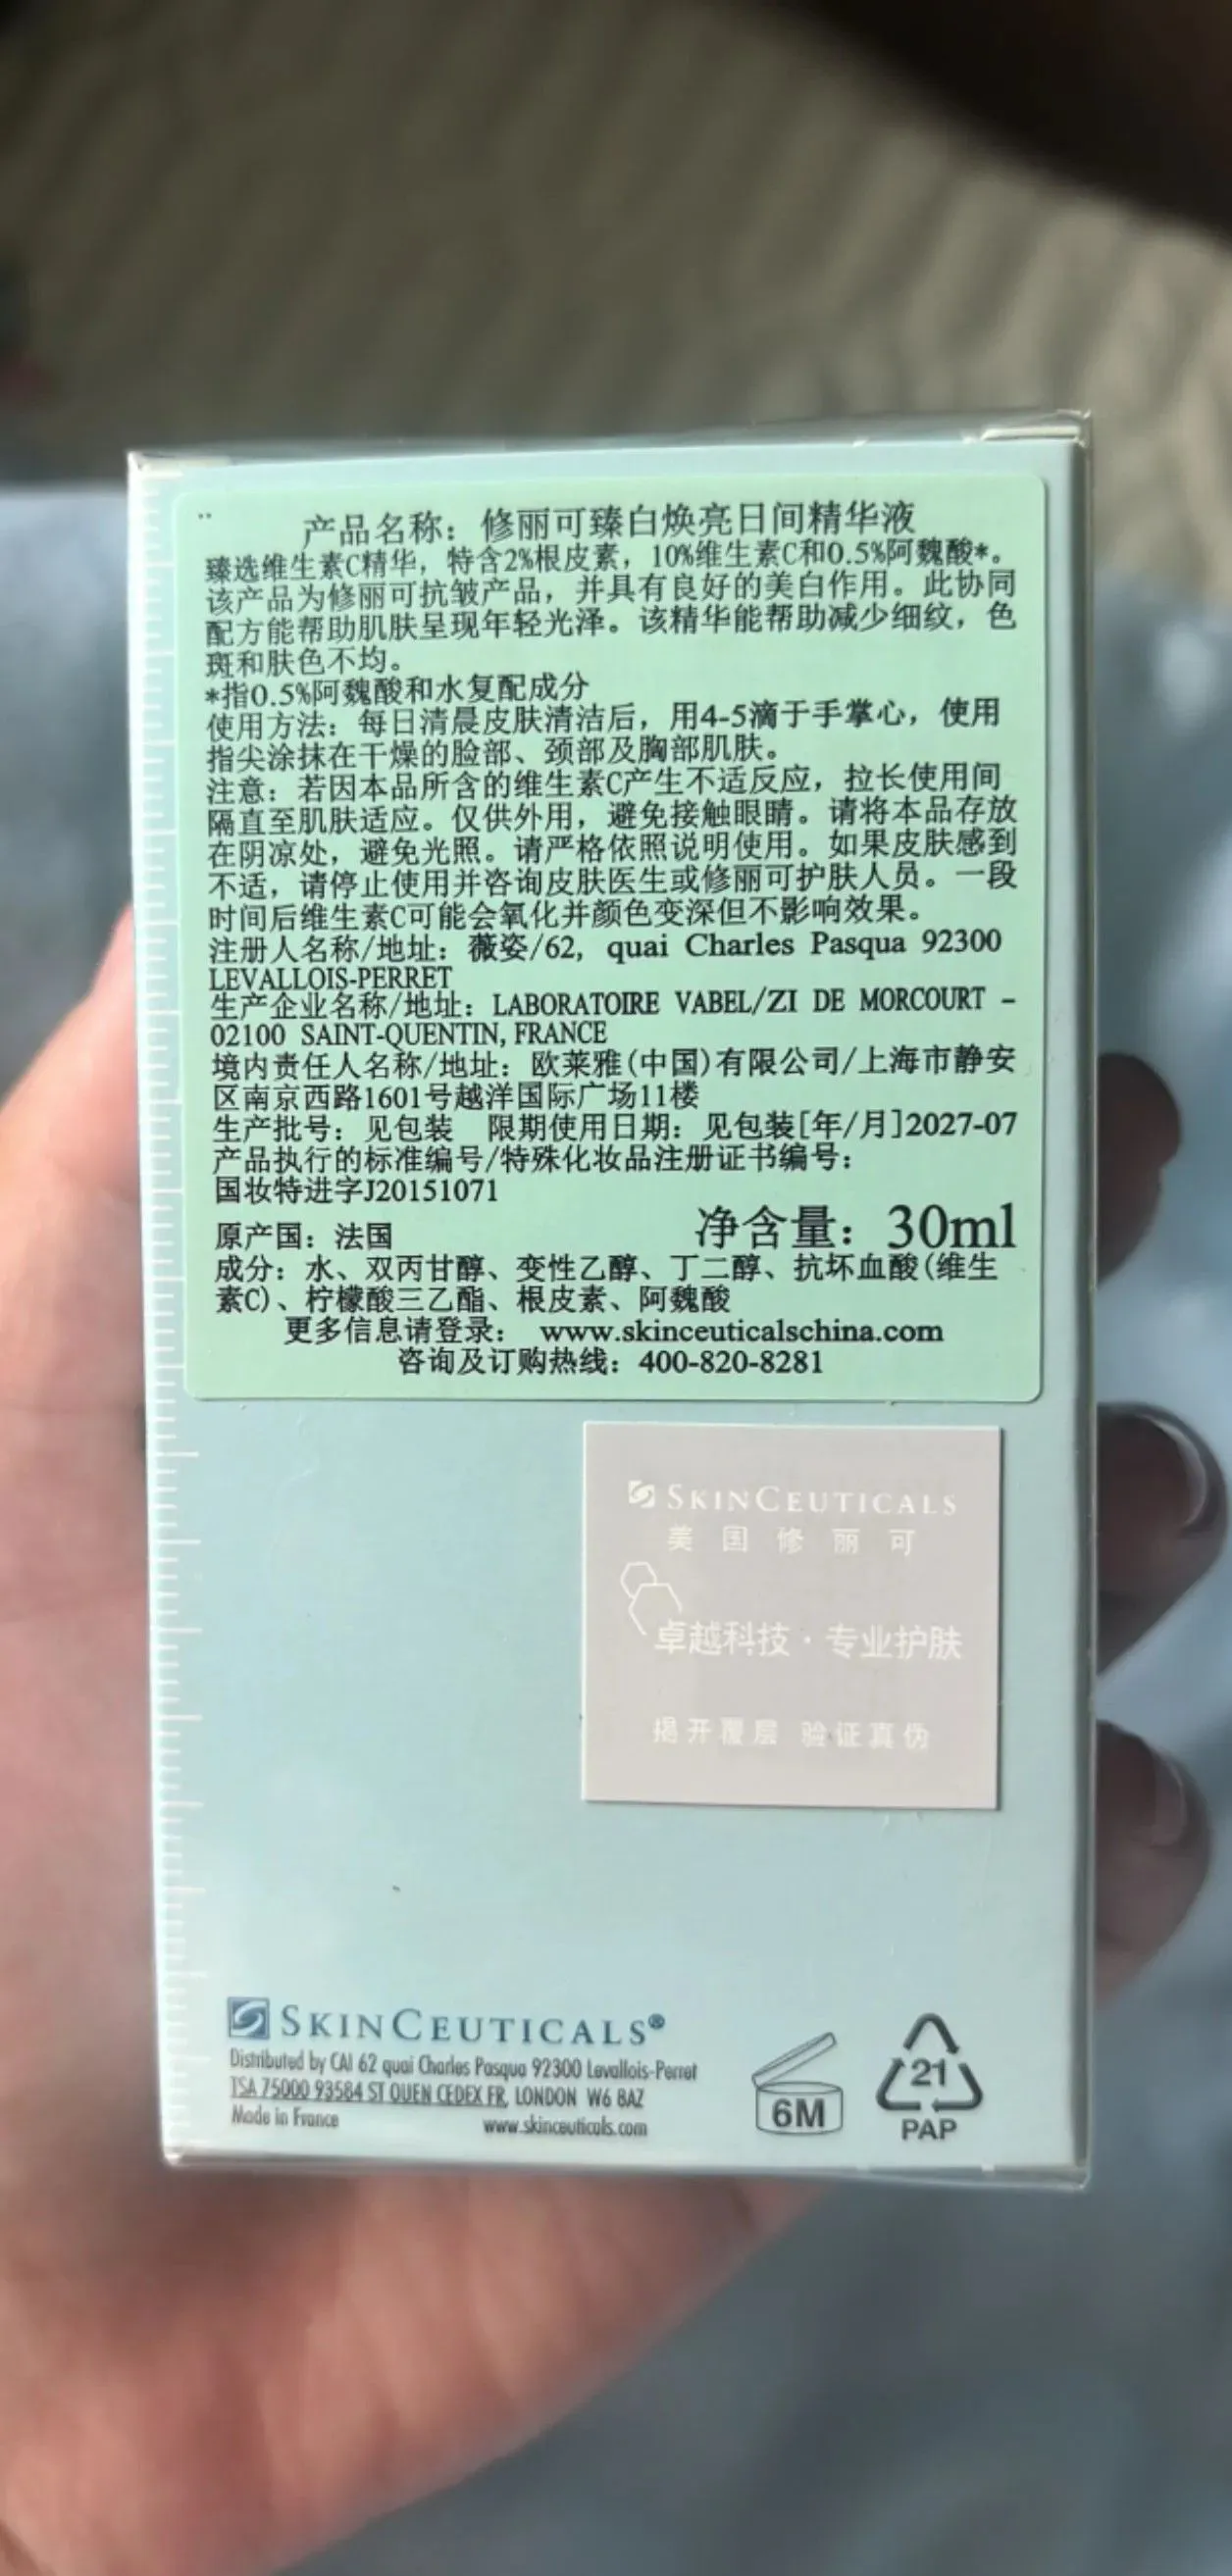 产品名称：修丽可臻白焕亮日间精华液
臻选维生素C精华，特含2%根皮素，10%维生素C和0.5%阿魏酸*。
该产品为修丽可抗皱产品，并具有良好的美白作用。此协同
配方能帮助肌肤呈现年轻光泽。该精华能帮助减少细纹，色
斑和肤色不均。
*指0.5%阿魏酸和水复配成分
使用方法：每日清晨皮肤清洁后，用4-5滴于手掌心，使用
指尖涂抹在干燥的脸部、颈部及胸部肌肤。
注意：若因本品所含的维生素C产生不适反应，拉长使用间
隔直至肌肤适应。仅供外用，避免接触眼睛。请将本品存放
在阴凉处，避免光照。请严格依照说明使用。如果皮肤感到
不适，请停止使用并咨询皮肤医生或修丽可护肤人员。一段
时间后维生素C可能会氧化并颜色变深但不影响效果。
注册人名称/地址：薇姿/62, quai Charles Pasqua 92300
LEVALLOIS-PERRET
生产企业名称/地址：LABORATOIRE VABEL/ZI DE MORCOURT -
02100 SAINT-QUENTIN, FRANCE
境内责任人名称/地址：欧莱雅(中国)有限公司/上海市静安
区南京西路1601号越洋国际广场11楼
生产批号：见包装 限期使用日期：见包装[年/月]2027-07
产品执行的标准编号/特殊化妆品注册证书编号：
国妆特进字J20151071
原产国：法国 净含量：30ml
成分：水、双丙甘醇、变性乙醇、丁二醇、抗坏血酸(维生
素C)、柠檬酸三乙酯、根皮素、阿魏酸
更多信息请登录： www.skinceuticalschina.com
咨询及订购热线：400-820-8281
SKINCEUTICALS
美国修丽可
卓越科技·专业护肤
揭开覆层 验证真伪
SKINCEUTICALS®
Distributed by CAI 62 quai Charles Pasqua 92300 Levallois-Perret
TSA 75000 93584 ST QUEN CEDEX FR, LONDON W6 8AZ
Made in France www.skinceuticals.com
6M
21
PAP